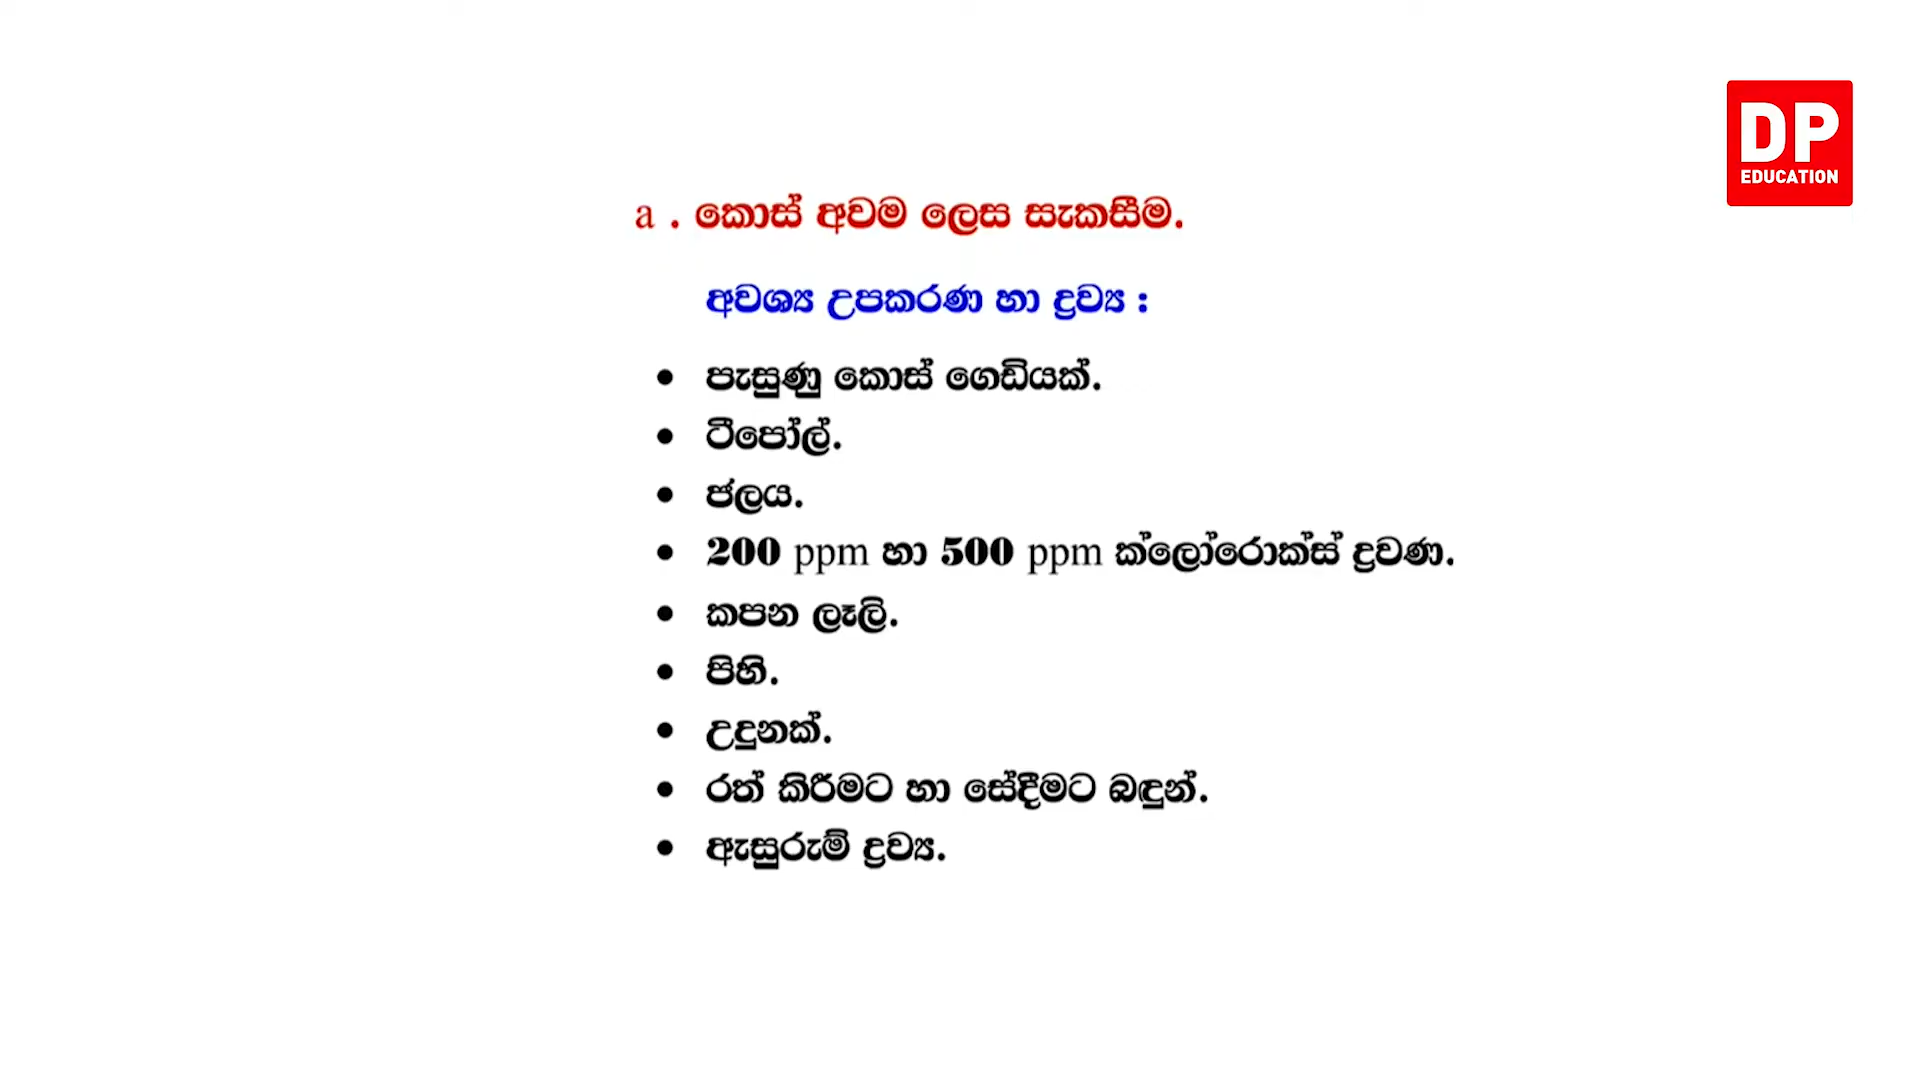 DP
EDUCATION
a . කොස් අවම ලෙස සැකසීම.
අවශ්‍ය උපකරණ හා ද්‍රව්‍ය :
• පැසුණු කොස් ගෙඩියක්.
• ටීපෝල්.
• ජලය.
• 200 ppm හා 500 ppm ක්ලෝරොක්ස් ද්‍රවණ.
• කපන ලෑලි.
• පිහි.
• උදුනක්.
• රත් කිරීමට හා සේදීමට බඳුන්.
• ඇසුරුම් ද්‍රව්‍ය.